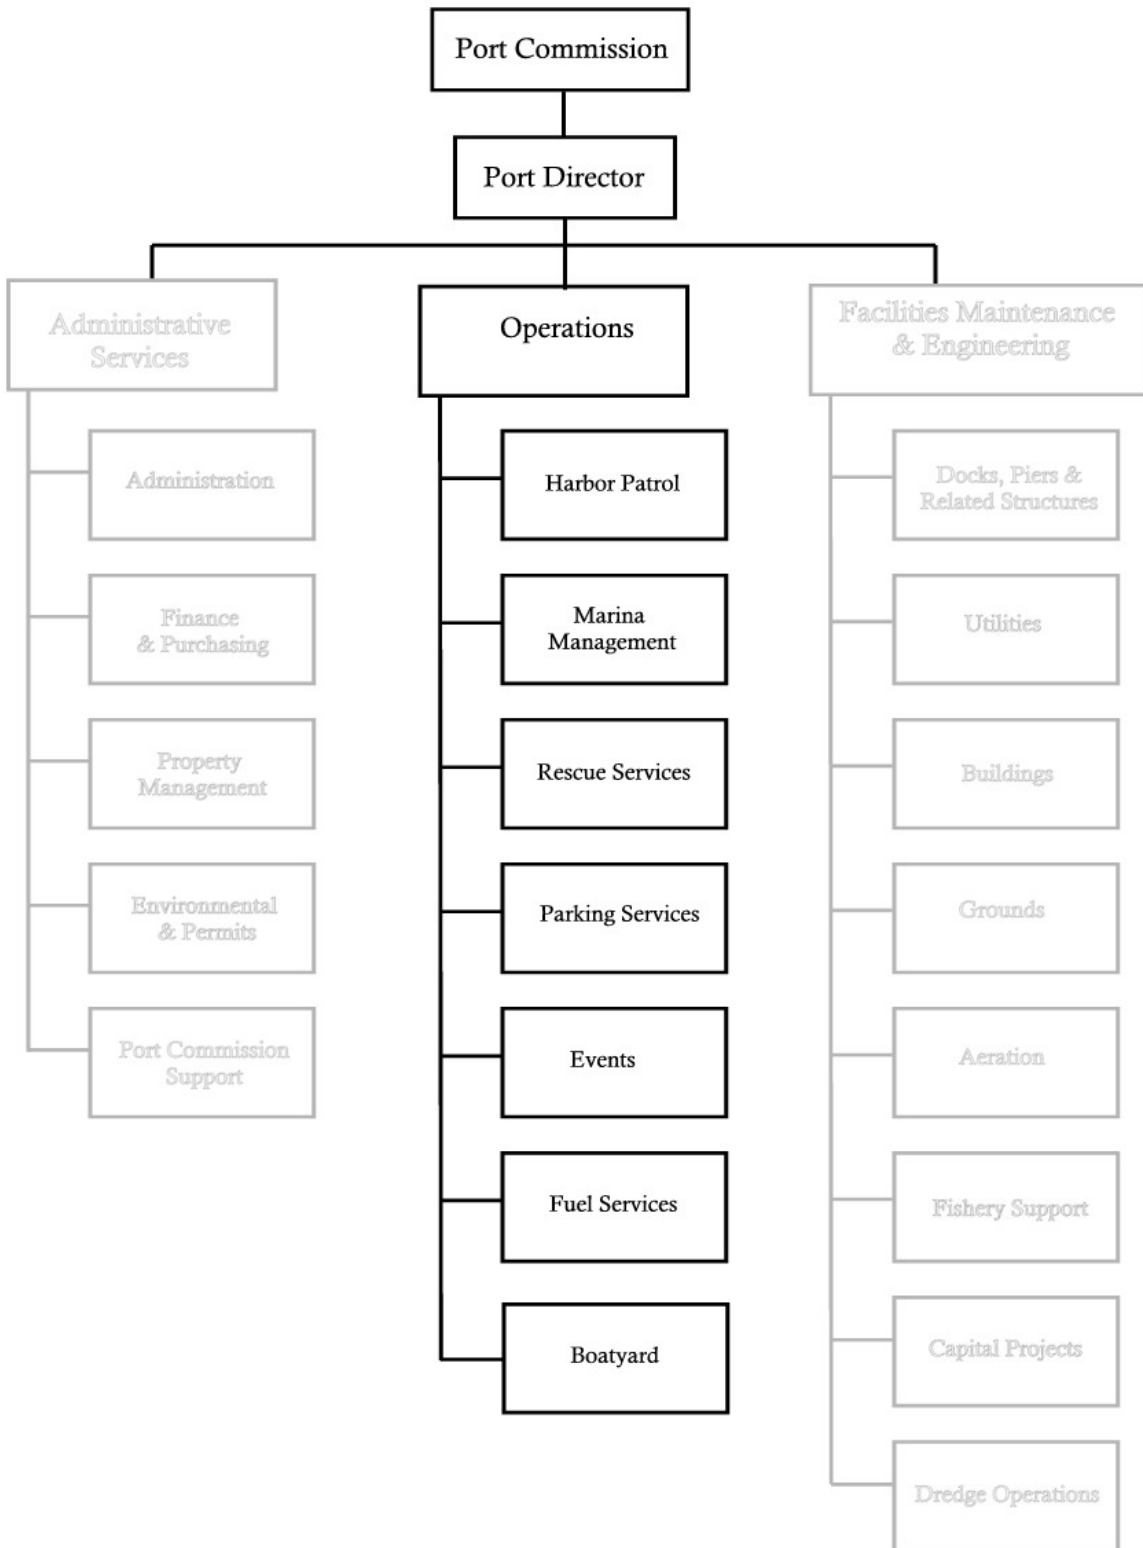 Port Commission
Port Director
Administrative
Services
Administration
Finance
& Purchasing
Property
Management
Environmental
& Permits
Port Commission
Support
Operations
Harbor Patrol
Marina
Management
Rescue Services
Parking Services
Events
Fuel Services
Boatyard
Facilities Maintenance
& Engineering
Docks, Piers &
Related Structures
Utilities
Buildings
Grounds
Aeration
Fishery Support
Capital Projects
Dredge Operations